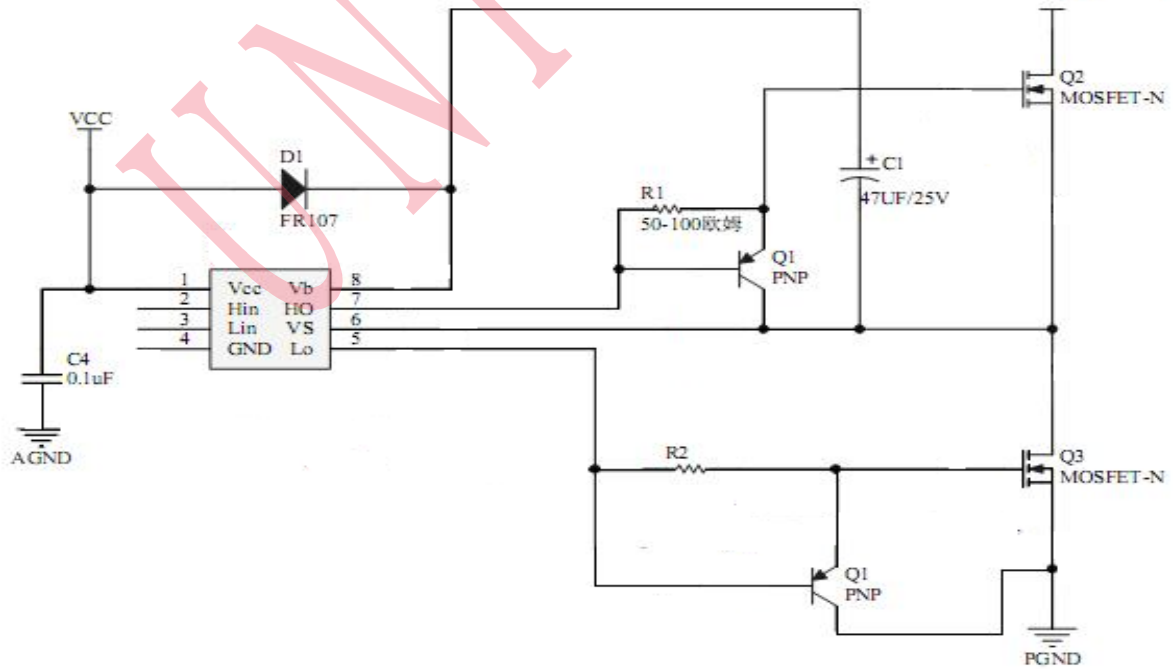 UNI
Q2
MOSFET-N
VCC
D1
FR107
+
C1
47UF/25V
R1
50-100欧姆
Q1
PNP
1 Vcc Vb 8
2 Hin HO 7
3 Lin VS 6
4 GND Lo 5
C4
0.1uF
AGND
R2
Q3
MOSFET-N
Q1
PNP
PGND